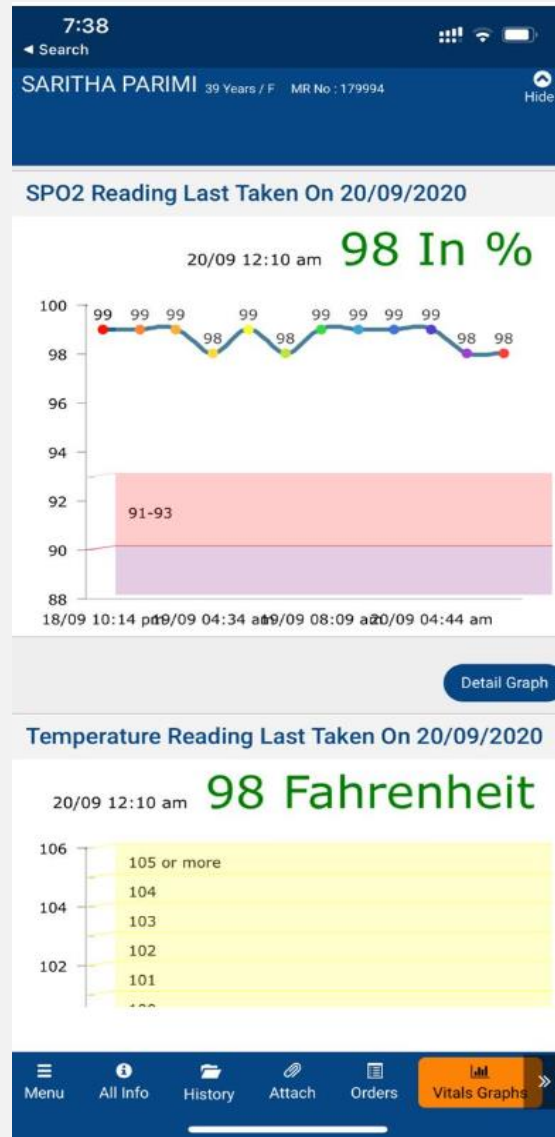 7:38
◀ Search
SARITHA PARIMI 39 Years / F MR No : 179994
Hide
SPO2 Reading Last Taken On 20/09/2020
20/09 12:10 am 98 In %
100
99 99 99 98 99 98 99 99 99 99 98 98
98
96
94
92
91-93
90
88
18/09 10:14 pm 19/09 04:34 am 19/09 08:09 am 20/09 04:44 am
Detail Graph
Temperature Reading Last Taken On 20/09/2020
20/09 12:10 am 98 Fahrenheit
106
105 or more
104
104
103
102
102
101
Menu All Info History Attach Orders Vitals Graphs »